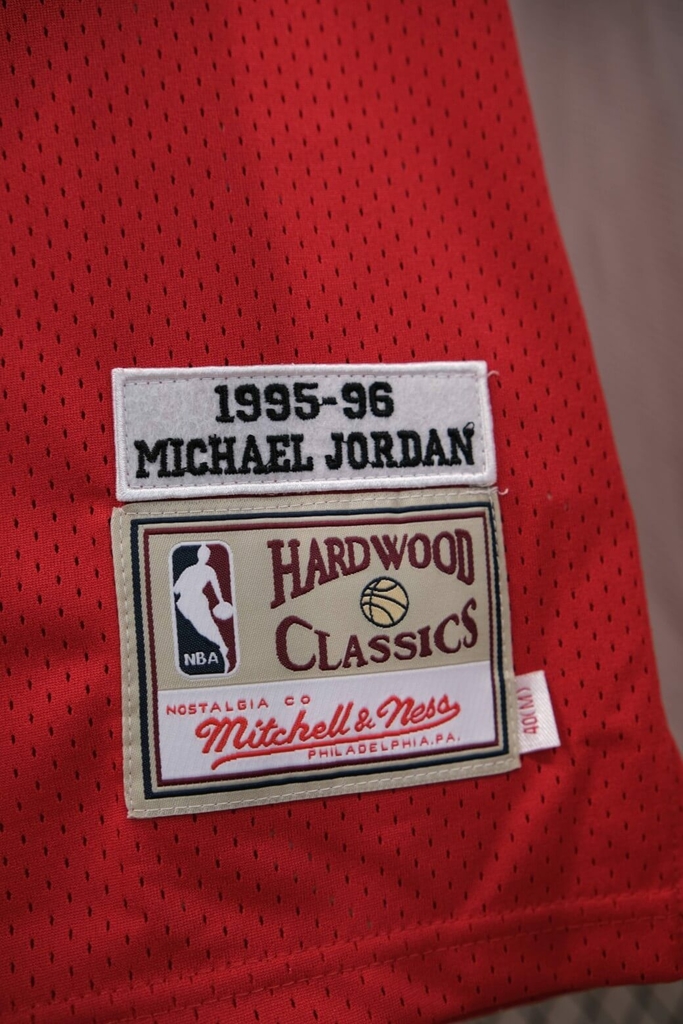 1995-96
MICHAEL JORDAN
HARDWOOD
CLASSICS
NBA
NOSTALGIA CO
Mitchell & Ness
PHILADELPHIA, PA.
40(M)